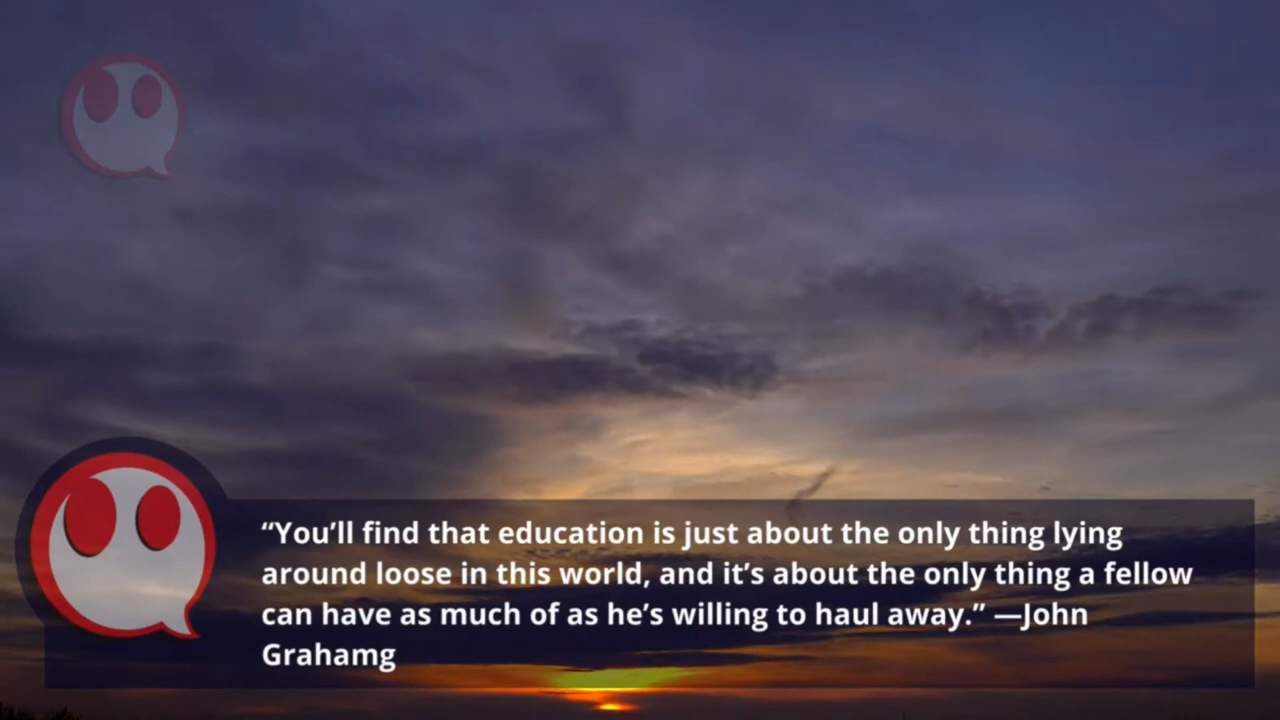 “You’ll find that education is just about the only thing lying
around loose in this world, and it’s about the only thing a fellow
can have as much of as he’s willing to haul away.” —John
Grahamg